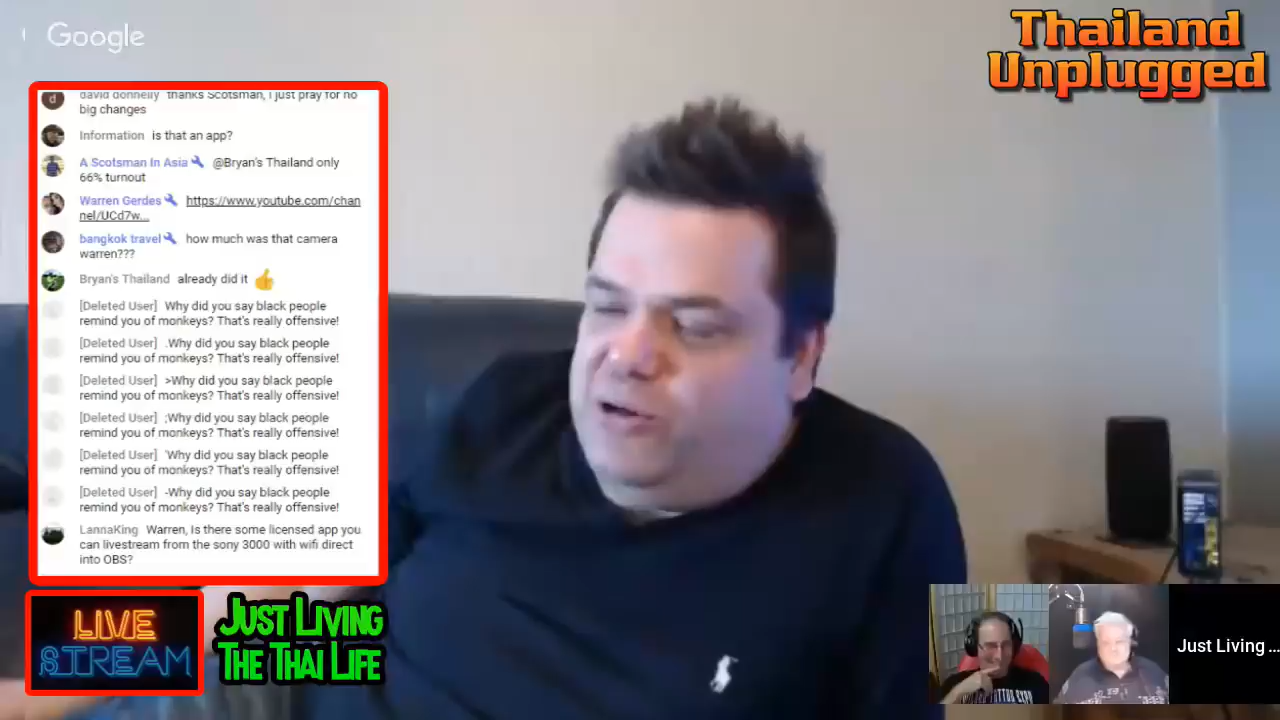 Google
Thailand
Unplugged
david donnelly thanks Scotsman, I just pray for no
big changes
Information is that an app?
A Scotsman In Asia @Bryan's Thailand only
66% turnout
Warren Gerdes https://www.youtube.com/chan
nel/UCd7w...
bangkok travel how much was that camera
warren???
Bryan's Thailand already did it 👍
[Deleted User] Why did you say black people
remind you of monkeys? That's really offensive!
[Deleted User] .Why did you say black people
remind you of monkeys? That's really offensive!
[Deleted User] >Why did you say black people
remind you of monkeys? That's really offensive!
[Deleted User] ;Why did you say black people
remind you of monkeys? That's really offensive!
[Deleted User] 'Why did you say black people
remind you of monkeys? That's really offensive!
[Deleted User] -Why did you say black people
remind you of monkeys? That's really offensive!
LannaKing Warren, Is there some licensed app you
can livestream from the sony 3000 with wifi direct
into OBS?
LIVE
STREAM
JUST LIVING
THE THAI LIFE
Just Living ...